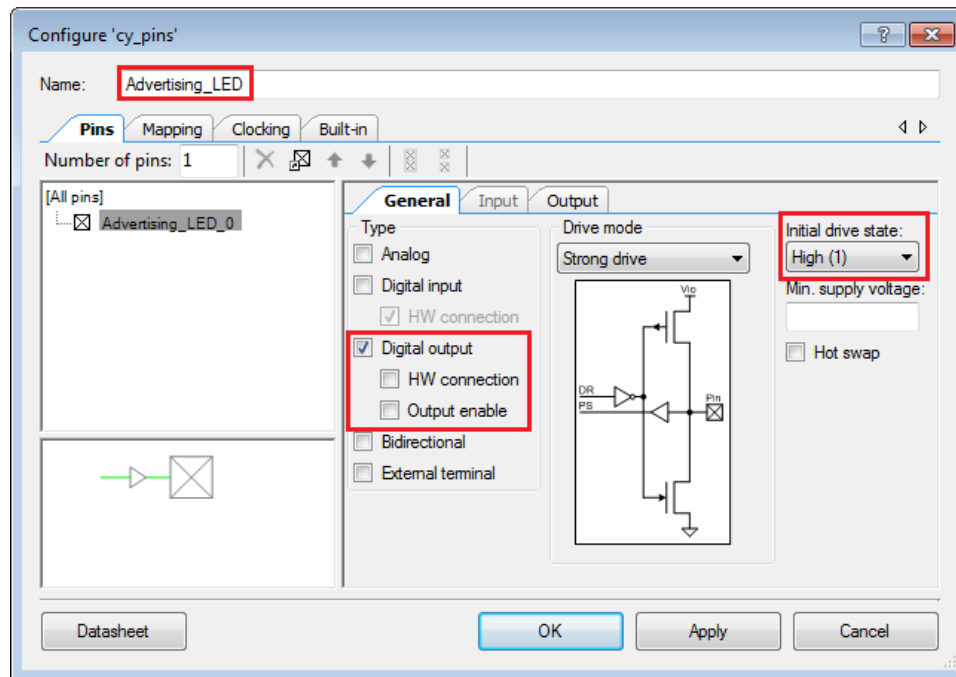 Configure 'cy_pins'
Name: Advertising_LED
Pins Mapping Clocking Built-in
Number of pins: 1
[All pins]
Advertising_LED_0
General Input Output
Type
Analog
Digital input
HW connection
Digital output
HW connection
Output enable
Bidirectional
External terminal
Drive mode
Strong drive
Vio
DR
PS
Pin
Initial drive state:
High (1)
Min. supply voltage:
Hot swap
Datasheet OK Apply Cancel